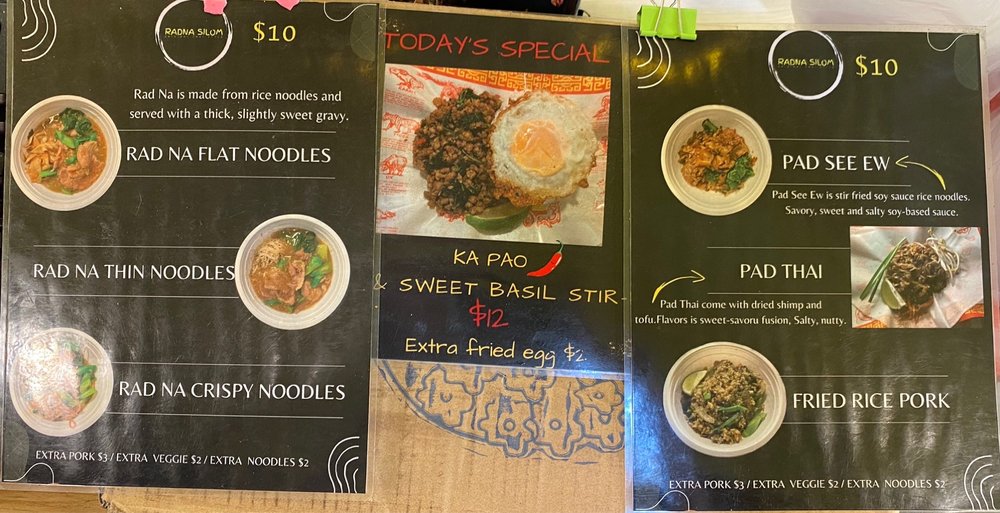 RADNA SILOM
$10
Rad Na is made from rice noodles and
served with a thick, slightly sweet gravy.
RAD NA FLAT NOODLES
RAD NA THIN NOODLES
RAD NA CRISPY NOODLES
EXTRA PORK $3 / EXTRA VEGGIE $2 / EXTRA NOODLES $2
TODAY'S SPECIAL
KA PAO
& SWEET BASIL STIR
$12
Extra fried egg $2
RADNA SILOM
$10
PAD SEE EW
Pad See Ew is stir fried soy sauce rice noodles.
Savory, sweet and salty soy-based sauce.
PAD THAI
Pad Thai come with dried shimp and
tofu.Flavors is sweet-savoru fusion, Salty, nutty.
FRIED RICE PORK
EXTRA PORK $3 / EXTRA VEGGIE $2 / EXTRA NOODLES $2